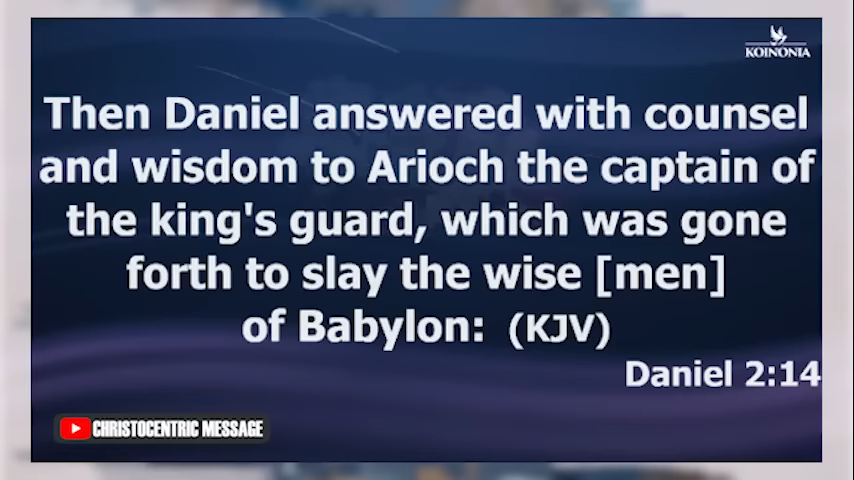 KOINONIA
Then Daniel answered with counsel
and wisdom to Arioch the captain of
the king's guard, which was gone
forth to slay the wise [men]
of Babylon: (KJV)
Daniel 2:14
CHRISTOCENTRIC MESSAGE